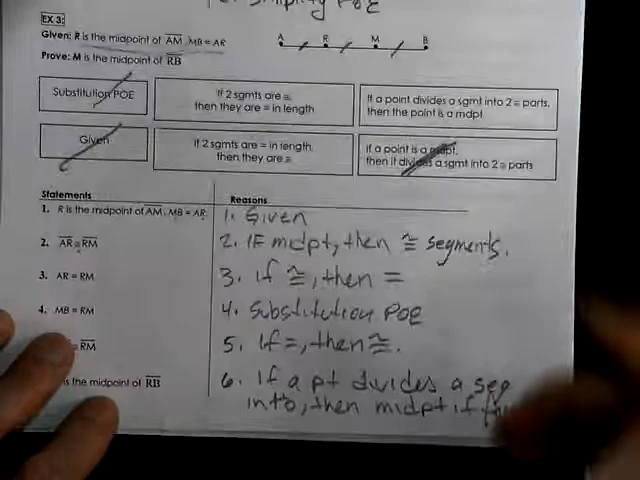 Simplify POE
EX 3:
Given: R is the midpoint of AM, MB = AR
A R M B
Prove: M is the midpoint of RB
Substitution POE
If 2 sgmts are ≅
then they are = in length
If a point divides a sgmt into 2 ≅ parts,
then the point is a mdpt
Given
If 2 sgmts are = in length
then they are ≅
If a point is a mdpt,
then it divides a sgmt into 2 ≅ parts
Statements Reasons
1. R is the midpoint of AM, MB = AR 1. Given
2. AR ≅ RM 2. If mdpt, then ≅ segments.
3. AR = RM 3. If ≅, then =
4. MB = RM 4. Substitution POE
≅ RM 5. If =, then ≅.
is the midpoint of RB 6. If a pt divides a seg
into, then midpt if